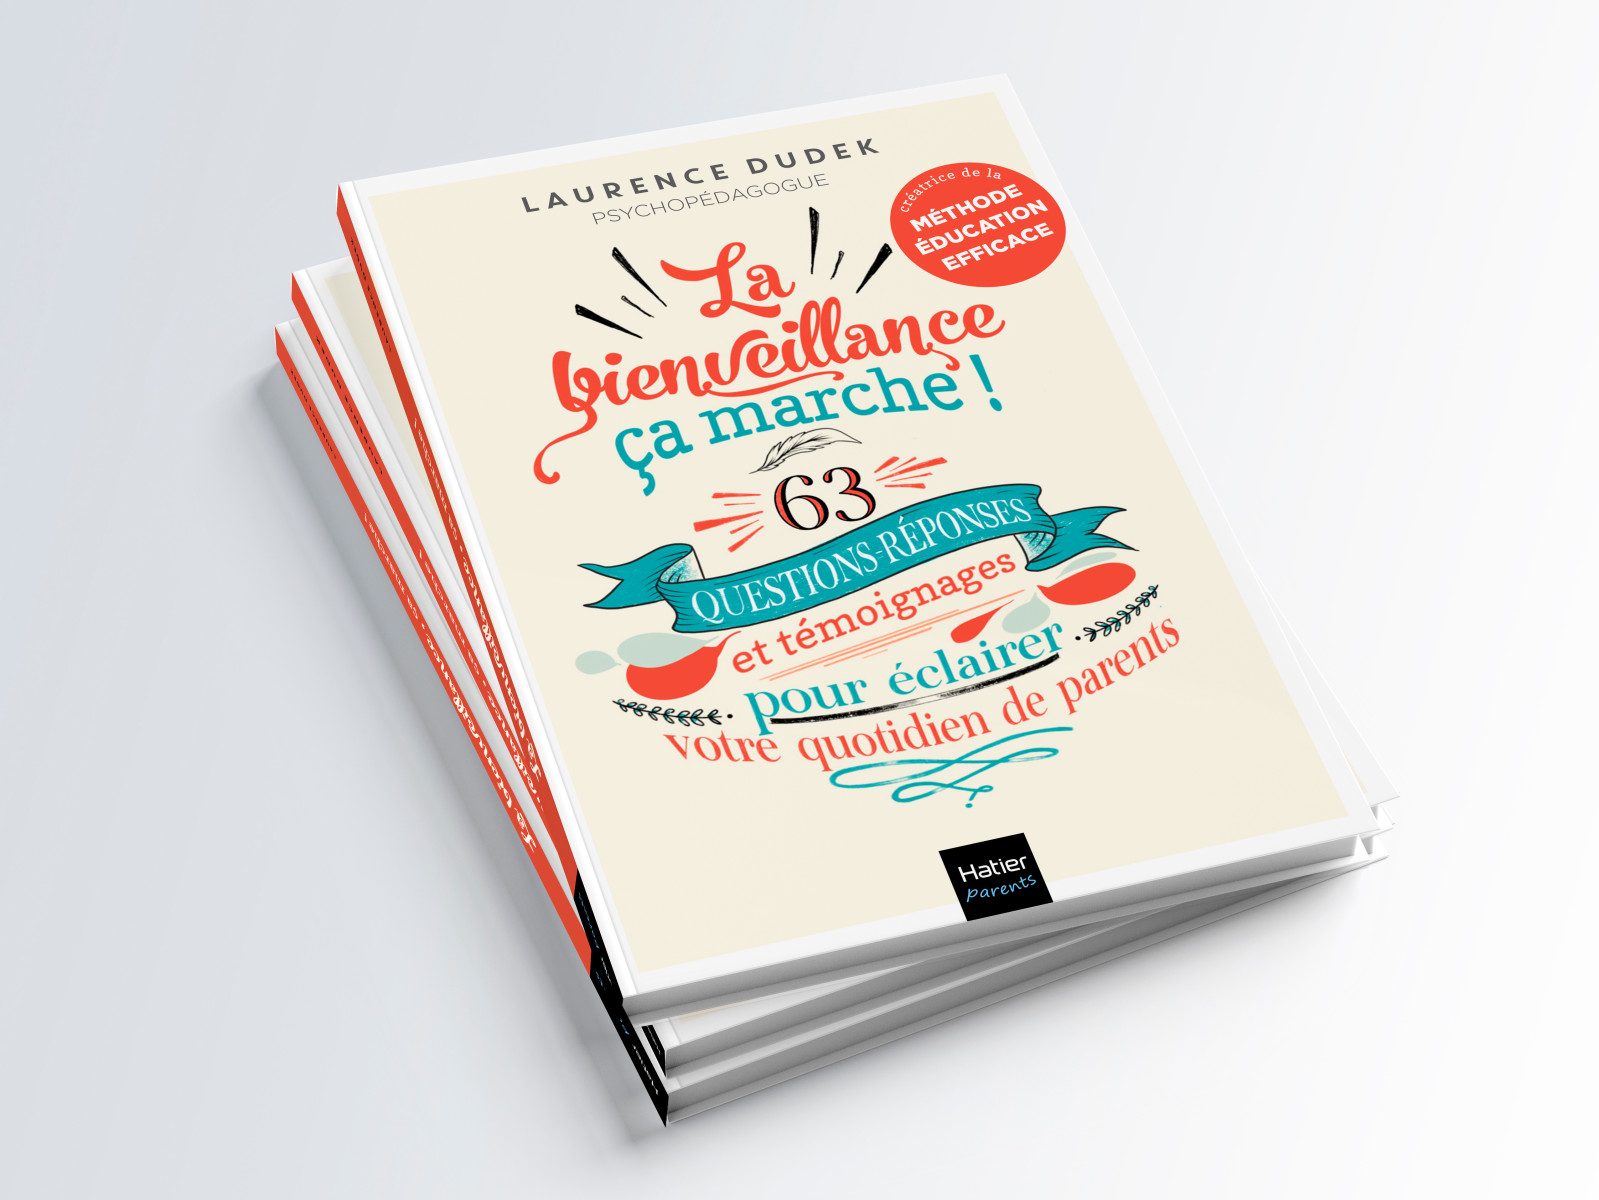 LAURENCE DUDEK
PSYCHOPÉDAGOGUE
créatrice de la
MÉTHODE
ÉDUCATION
EFFICACE
La
bienveillance
ça marche !
63
QUESTIONS-RÉPONSES
et témoignages
pour éclairer
votre quotidien de parents
Hatier
parents